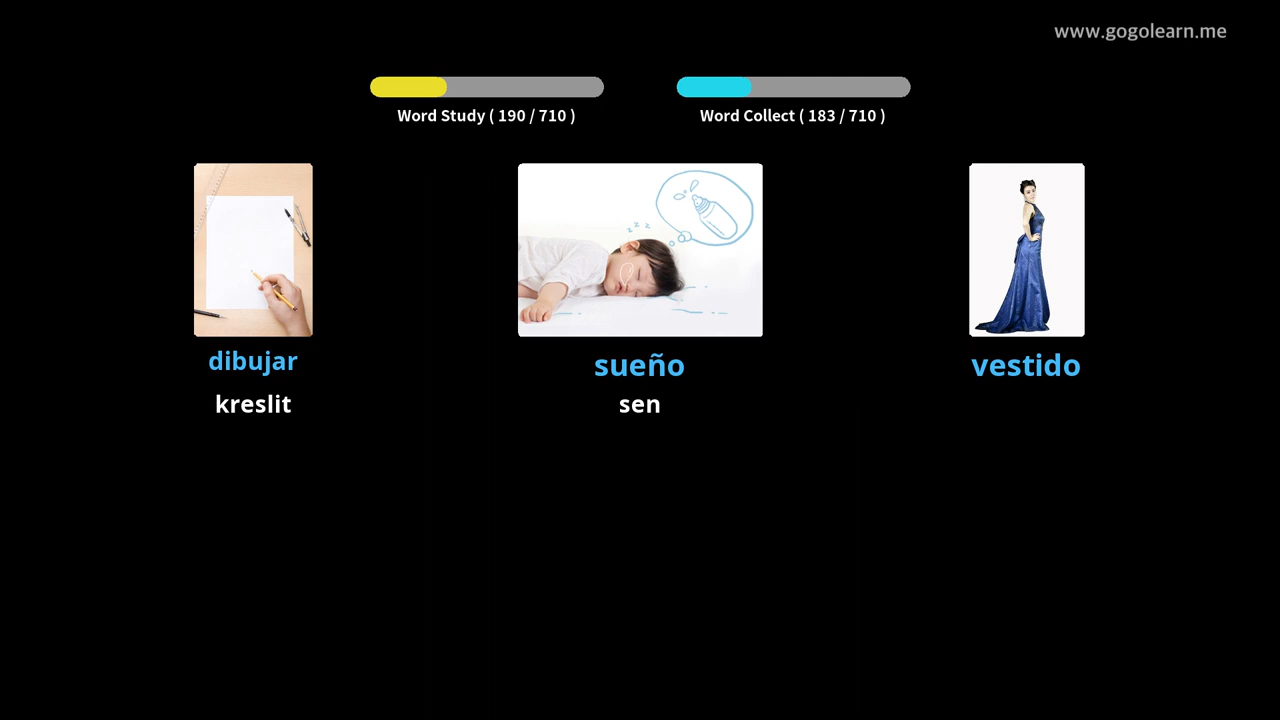 www.gogolearn.me
Word Study ( 190 / 710 )
Word Collect ( 183 / 710 )
dibujar
sueño
vestido
kreslit
sen